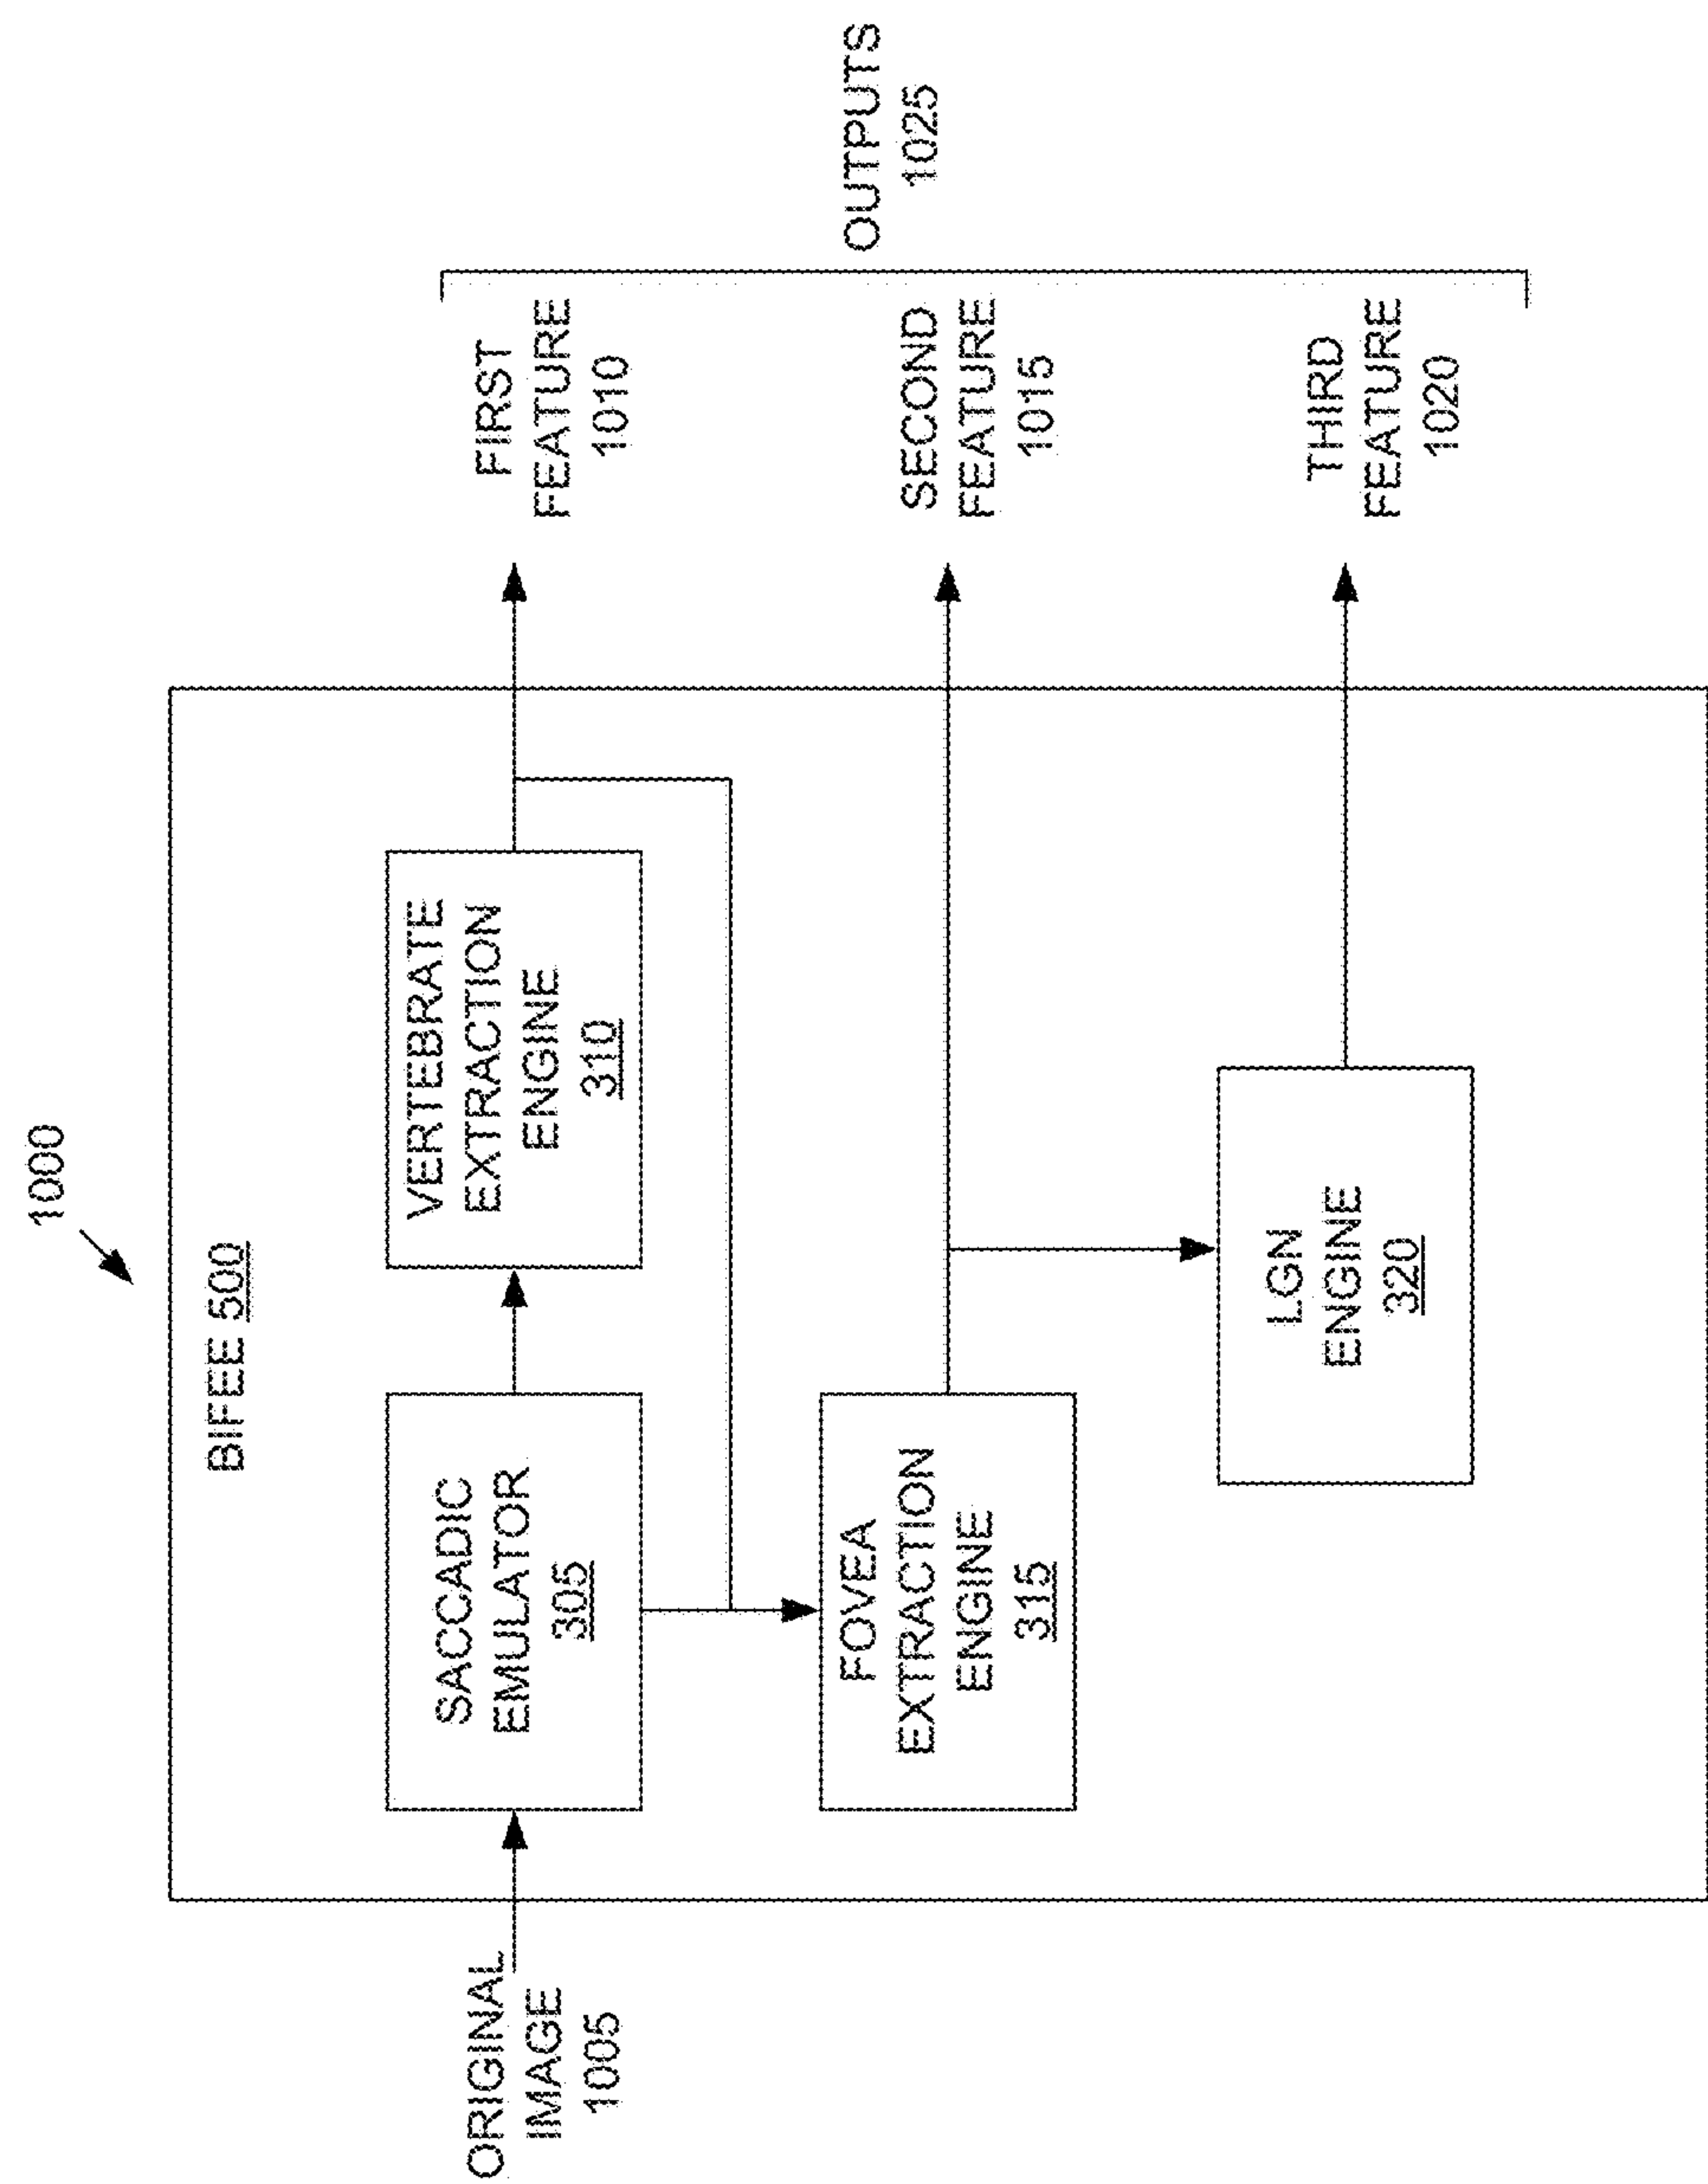 1000
BIFEE 500
ORIGINAL
IMAGE
1005
SACCADIC
EMULATOR
305
VERTEBRATE
EXTRACTION
ENGINE
310
FIRST
FEATURE
1010
FOVEA
EXTRACTION
ENGINE
315
SECOND
FEATURE
1015
OUTPUTS
1025
LGN
ENGINE
320
THIRD
FEATURE
1020